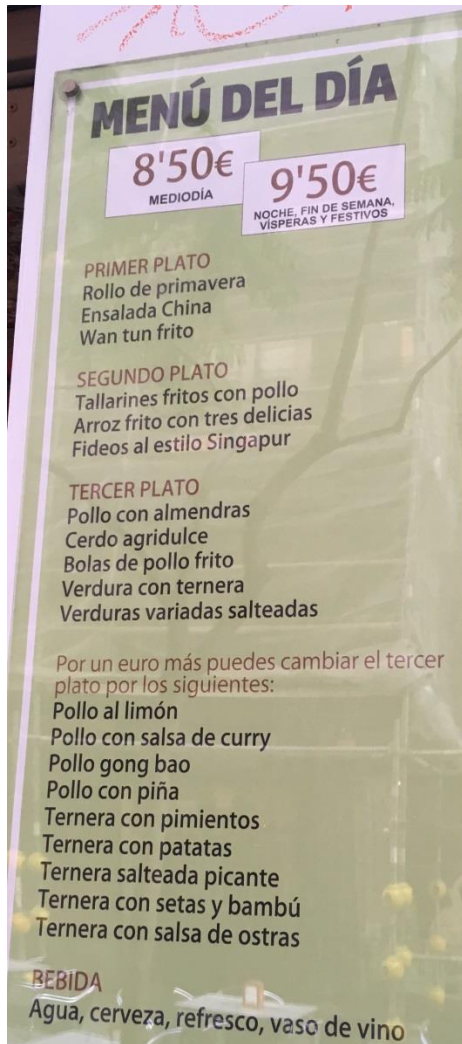 MENÚ DEL DÍA
8'50€
MEDIODÍA
9'50€
NOCHE, FIN DE SEMANA,
VÍSPERAS Y FESTIVOS
PRIMER PLATO
Rollo de primavera
Ensalada China
Wan tun frito
SEGUNDO PLATO
Tallarines fritos con pollo
Arroz frito con tres delicias
Fideos al estilo Singapur
TERCER PLATO
Pollo con almendras
Cerdo agridulce
Bolas de pollo frito
Verdura con ternera
Verduras variadas salteadas
Por un euro más puedes cambiar el tercer
plato por los siguientes:
Pollo al limón
Pollo con salsa de curry
Pollo gong bao
Pollo con piña
Ternera con pimientos
Ternera con patatas
Ternera salteada picante
Ternera con setas y bambú
Ternera con salsa de ostras
BEBIDA
Agua, cerveza, refresco, vaso de vino